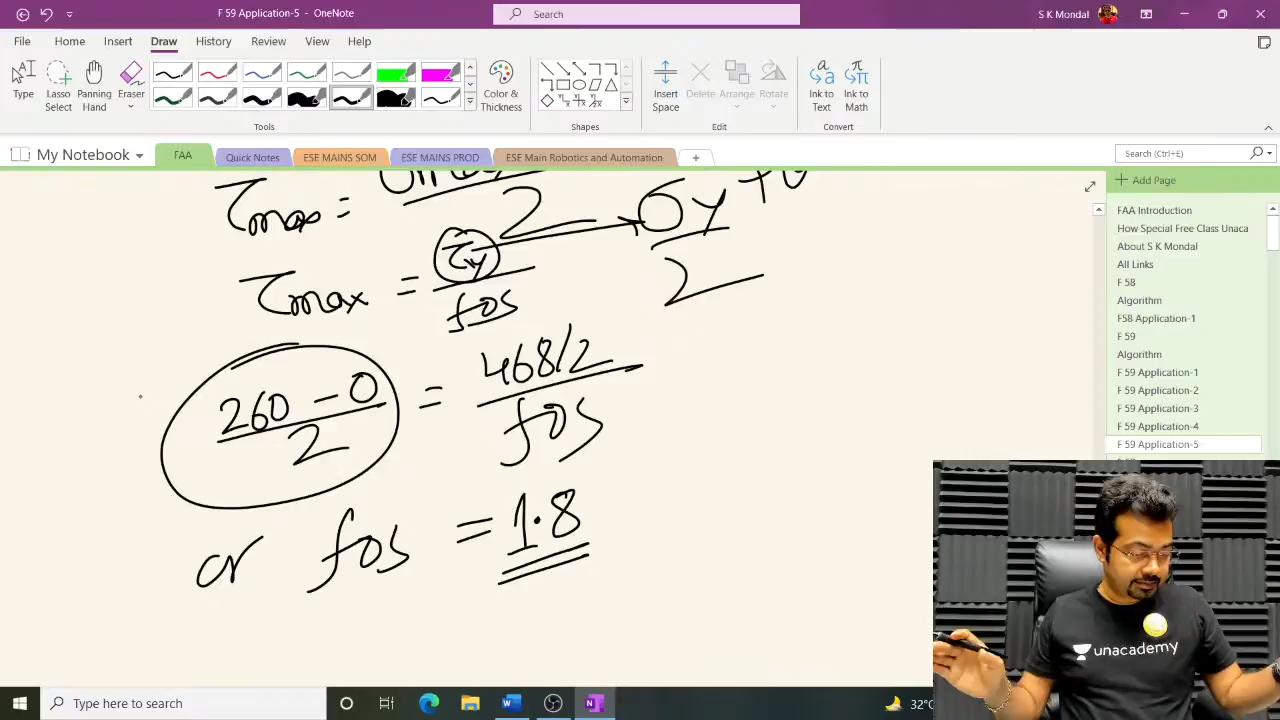 F 59 Application-5 - OneNote
Search
S K Mondal
File Home Insert Draw History Review View Help
Type
Lasso Select
Panning Hand
Eraser
Color & Thickness
Insert Space
Delete
Arrange
Rotate
Ink to Text
Ink to Math
Tools
Shapes
Edit
Convert
My Notebook
FAA
Quick Notes
ESE MAINS SOM
ESE MAINS PROD
ESE Main Robotics and Automation
Search (Ctrl+E)
Add Page
FAA Introduction
How Special Free Class Unaca
About S K Mondal
All Links
F 58
Algorithm
F58 Application-1
F 59
Algorithm
F 59 Application-1
F 59 Application-2
F 59 Application-3
F 59 Application-4
F 59 Application-5
τmax = 2
σy
2
τmax = τy
fos
260 - 0 = 468/2
2 fos
or fos = 1.8
unacademy
Type here to search
32°C